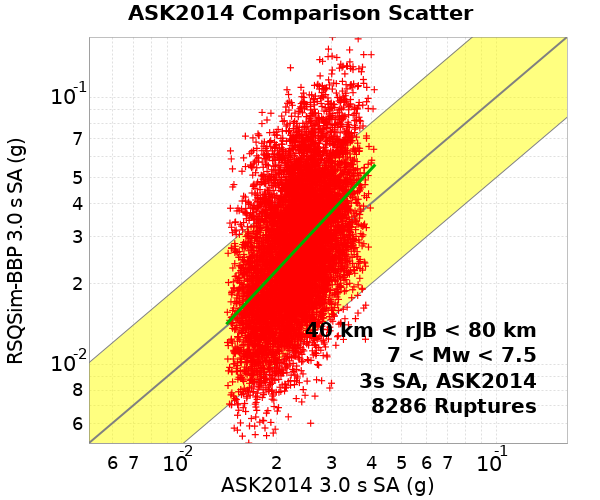 ASK2014 Comparison Scatter
RSQSim-BBP 3.0 s SA (g)
10-1
7
5
4
3
2
10-2
8
6
40 km < rJB < 80 km
7 < Mw < 7.5
3s SA, ASK2014
8286 Ruptures
6 7 10-2 2 3 4 5 6 7 10-1
ASK2014 3.0 s SA (g)